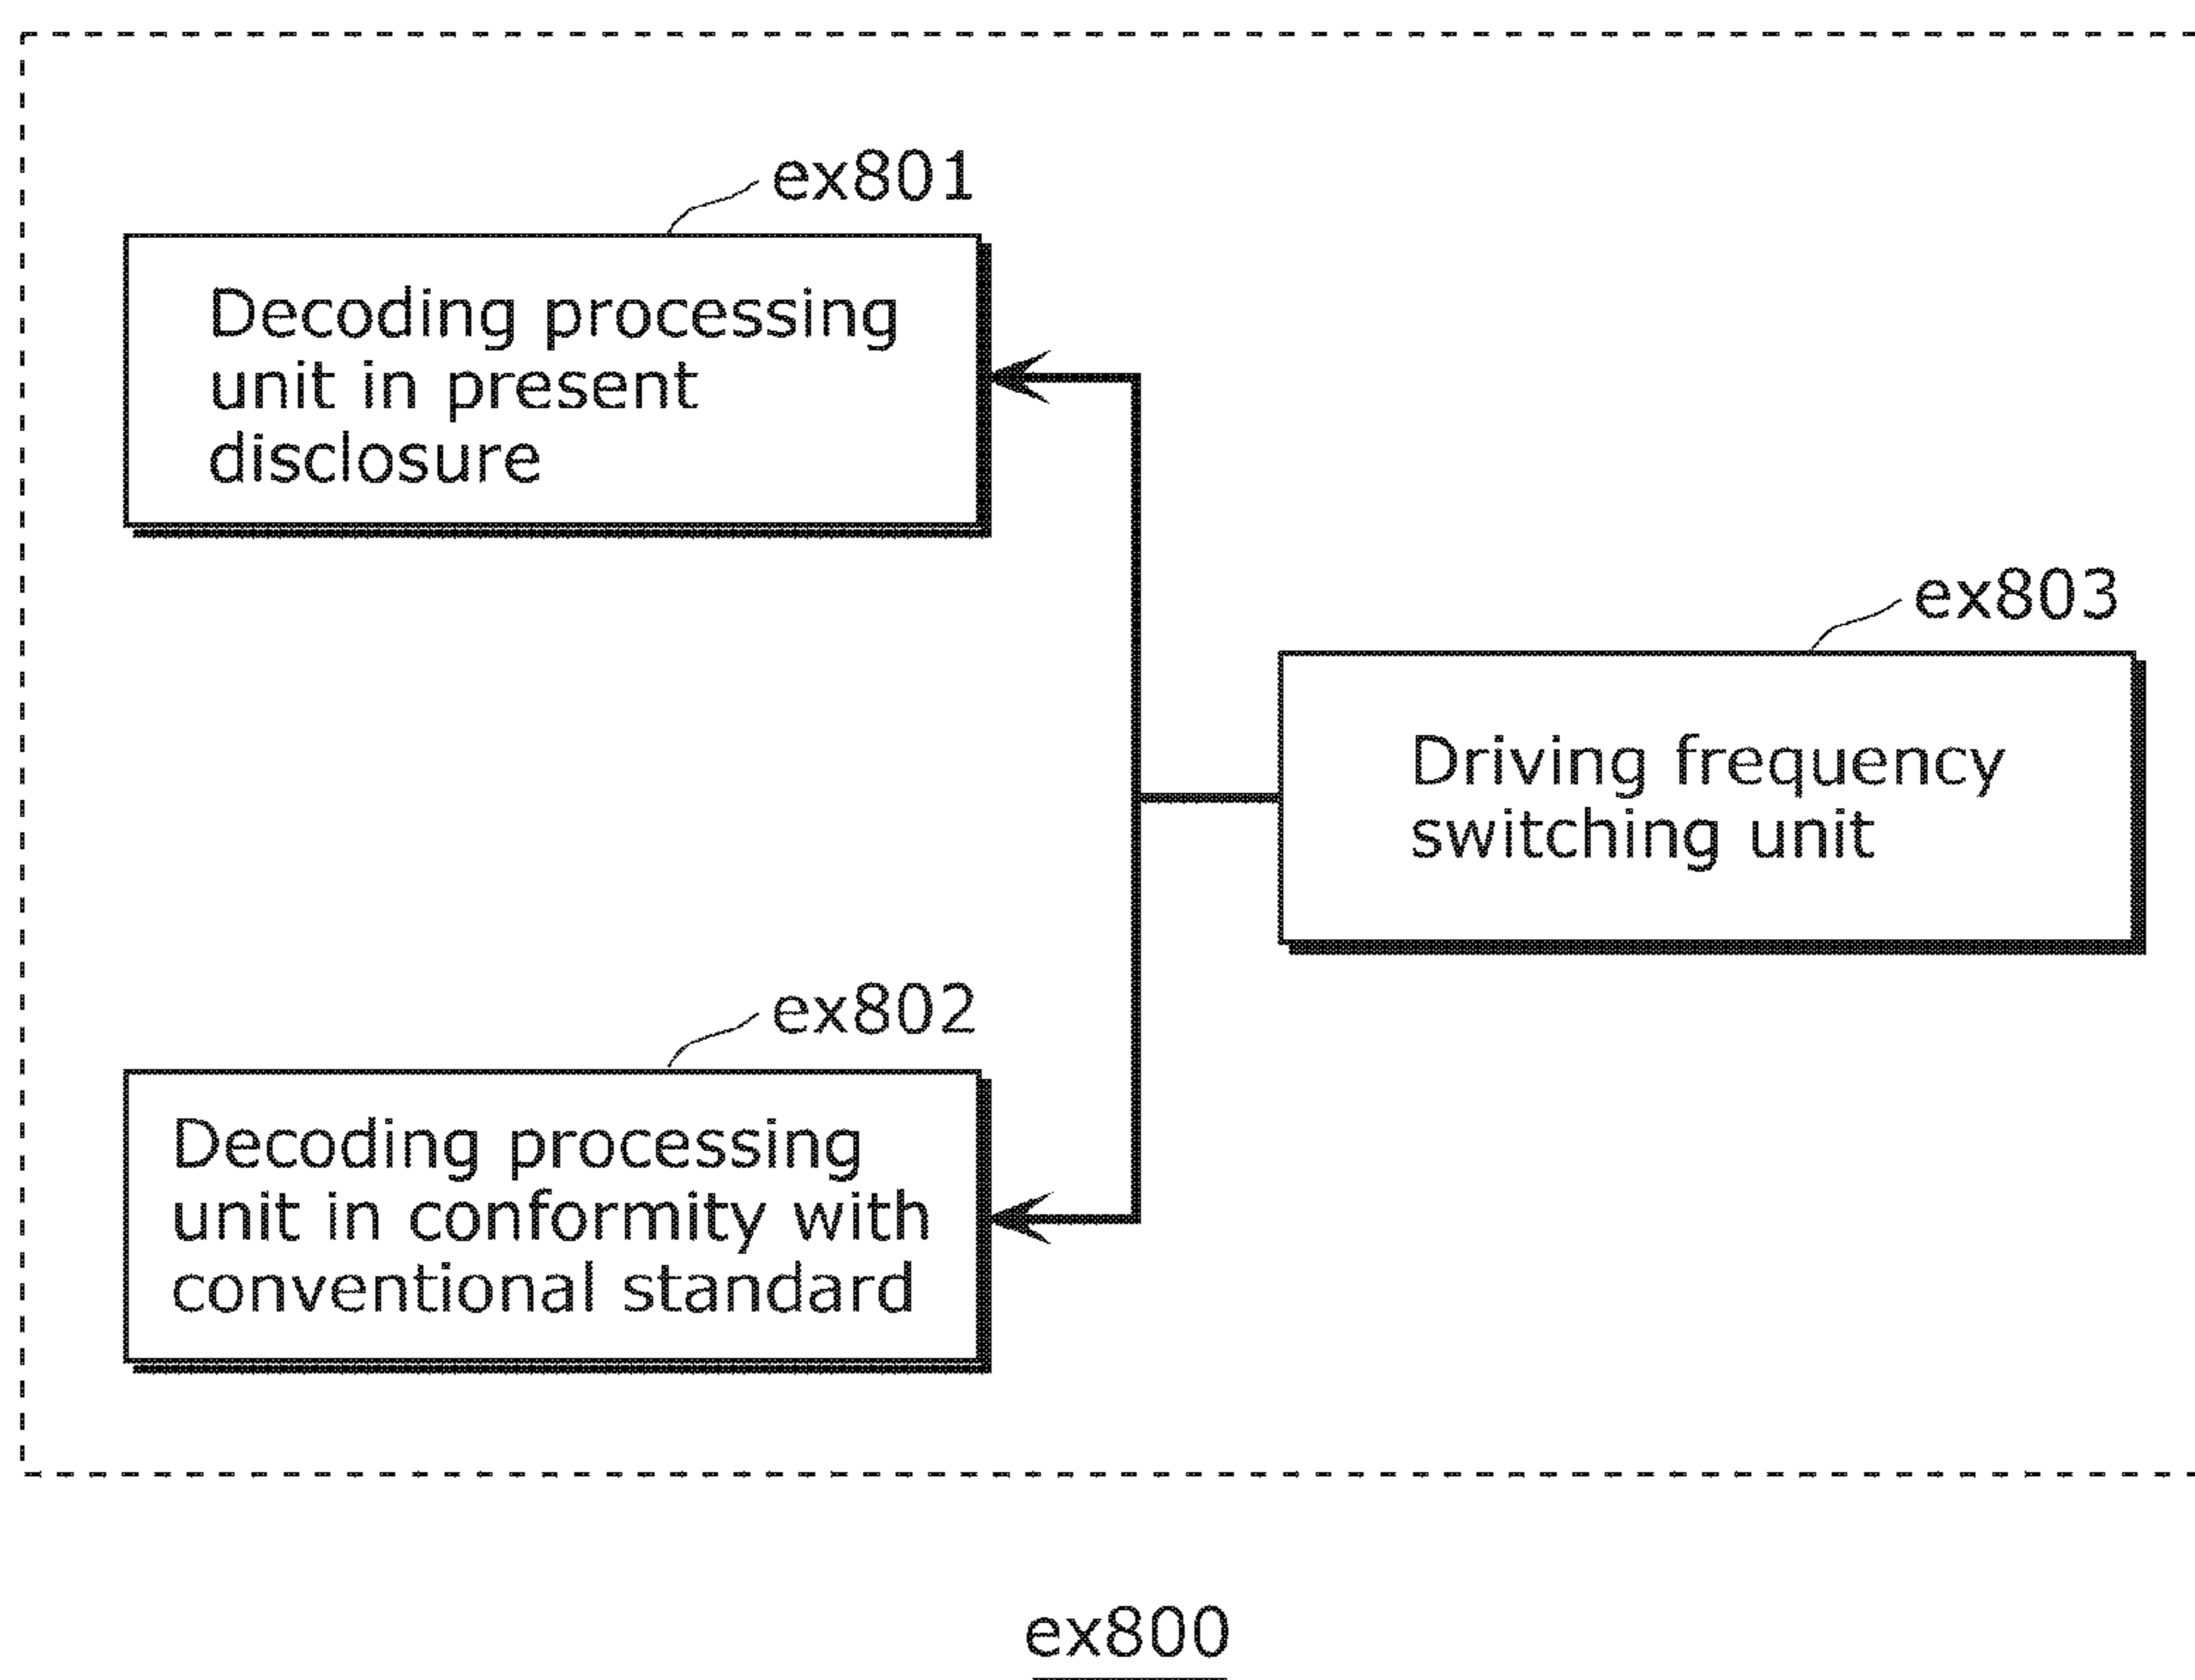 ex801
Decoding processing
unit in present
disclosure
ex803
Driving frequency
switching unit
ex802
Decoding processing
unit in conformity with
conventional standard
ex800